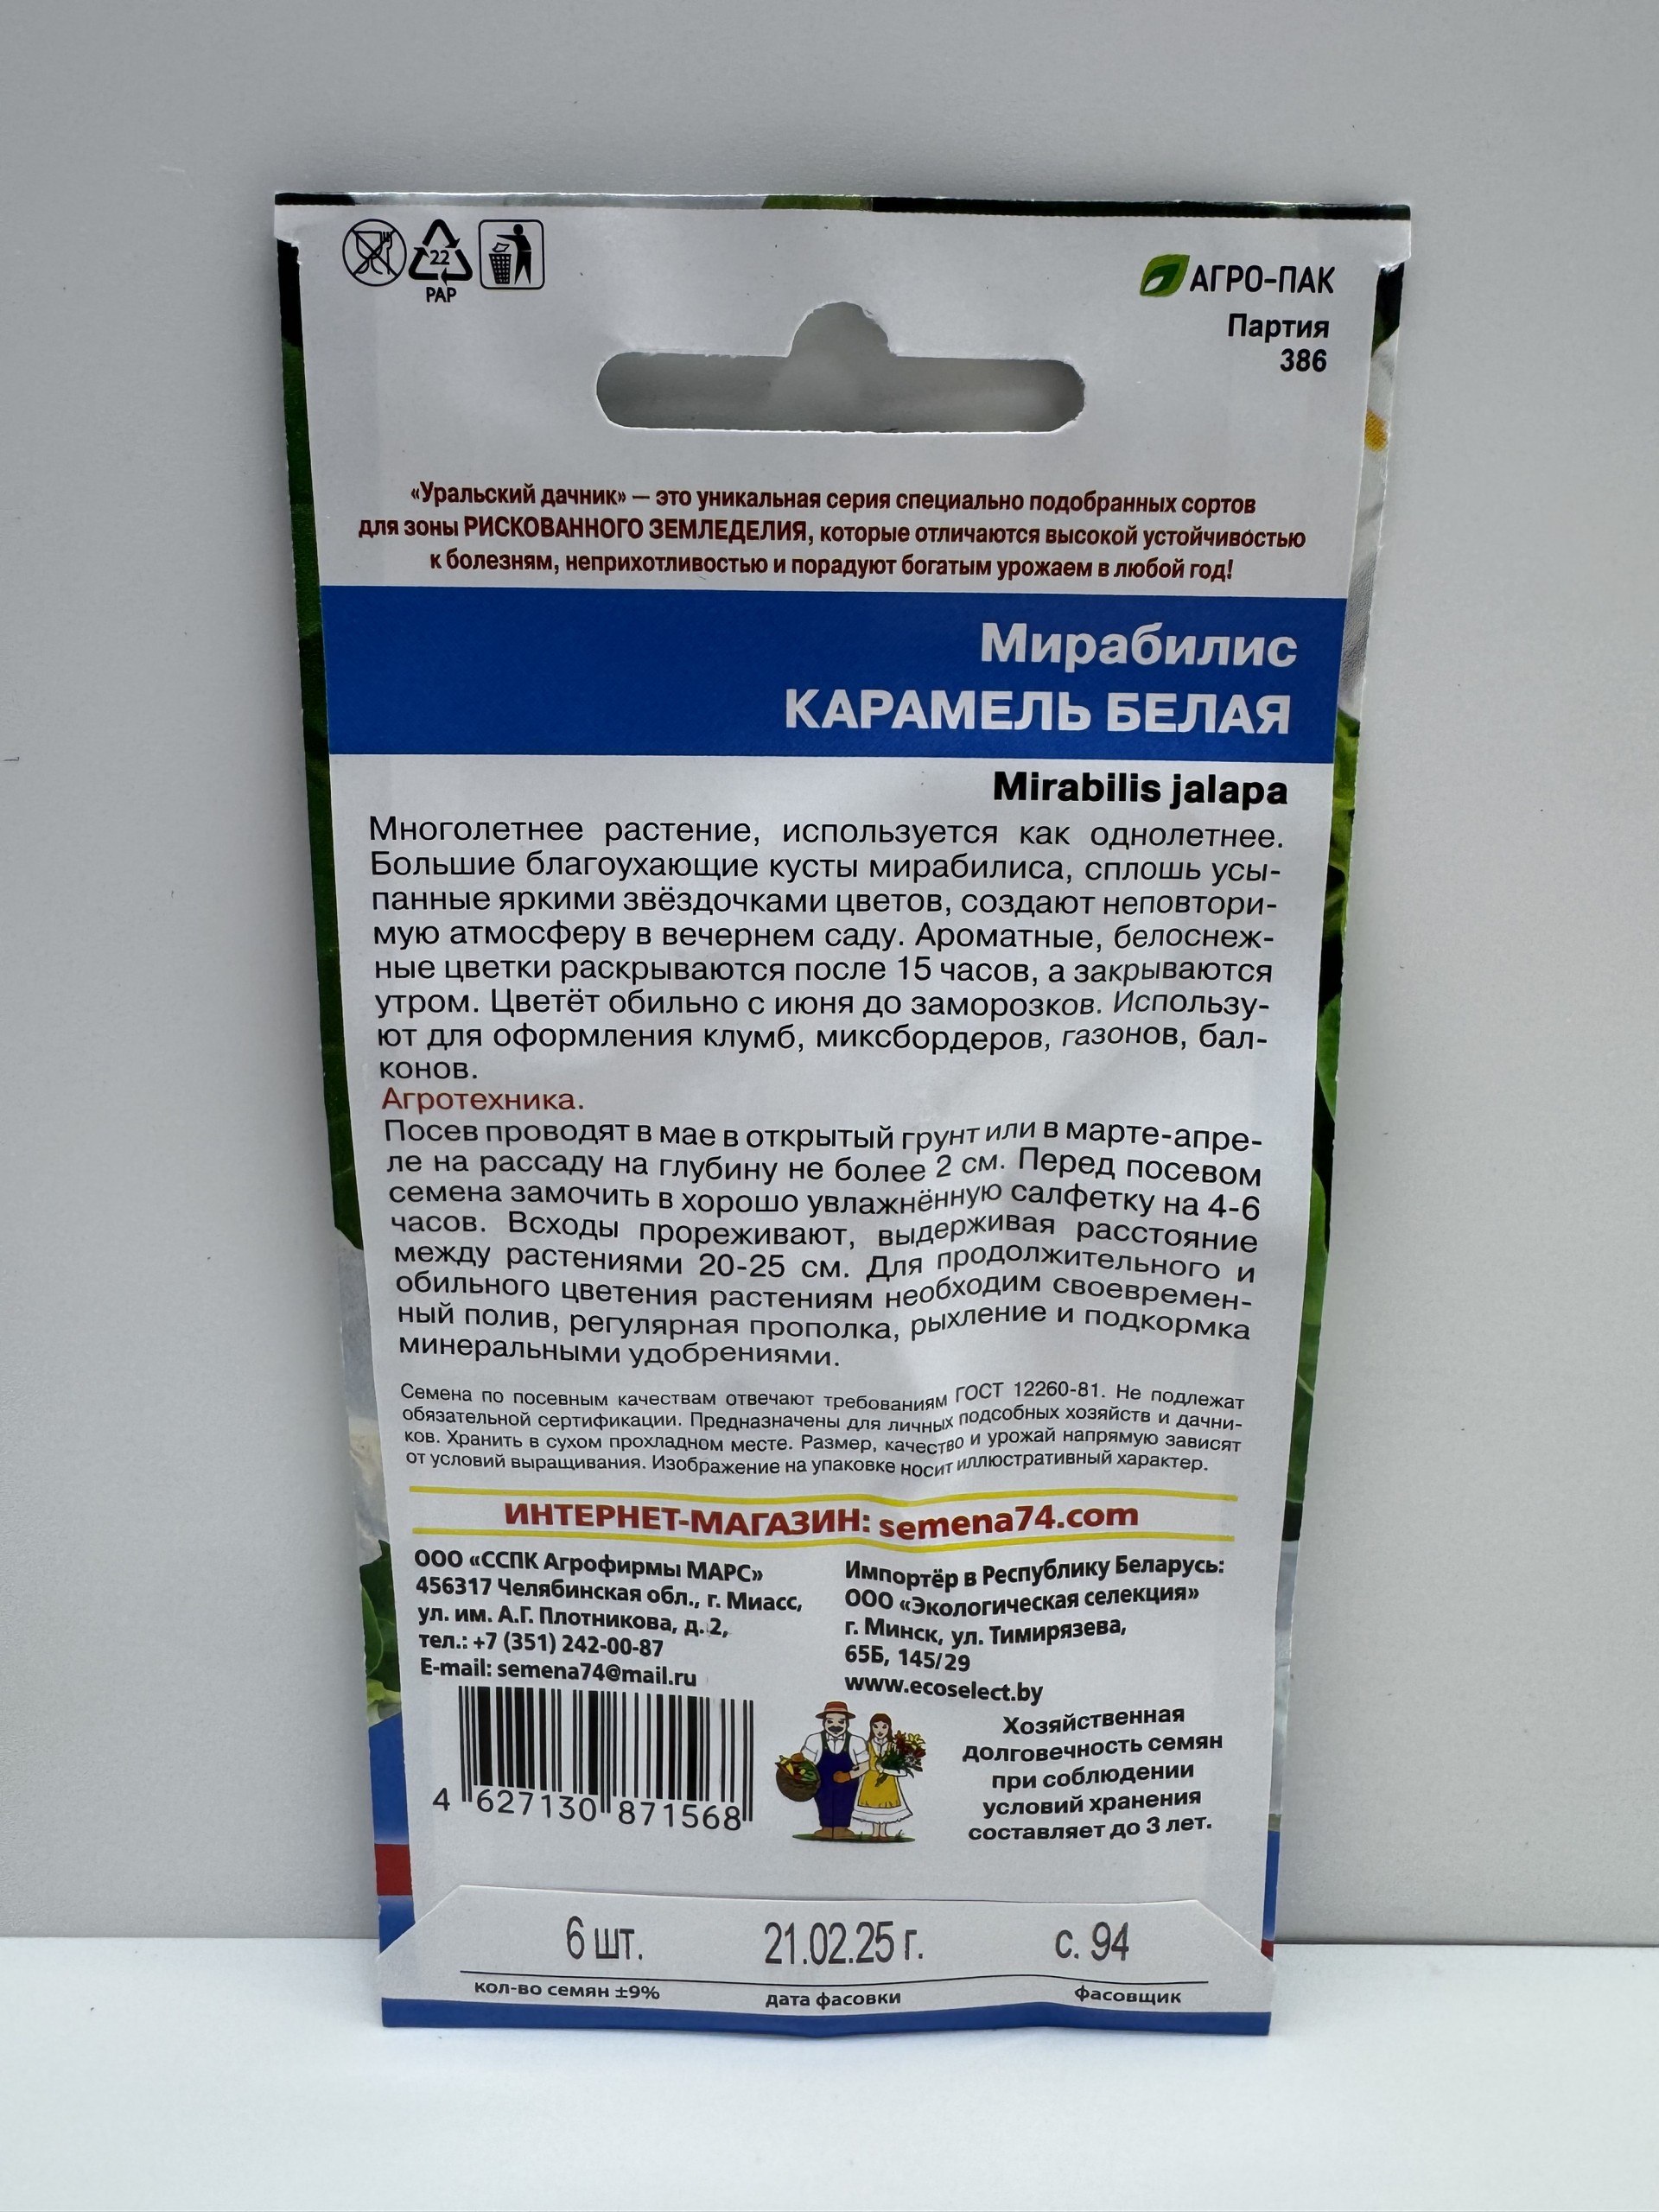 22
PAP
АГРО-ПАК
Партия
386
«Уральский дачник» — это уникальная серия специально подобранных сортов
для зоны РИСКОВАННОГО ЗЕМЛЕДЕЛИЯ, которые отличаются высокой устойчивостью
к болезням, неприхотливостью и порадуют богатым урожаем в любой год!
Мирабилис
КАРАМЕЛЬ БЕЛАЯ
Mirabilis jalapa
Многолетнее растение, используется как однолетнее.
Большие благоухающие кусты мирабилиса, сплошь усы-
панные яркими звёздочками цветов, создают неповтори-
мую атмосферу в вечернем саду. Ароматные, белоснеж-
ные цветки раскрываются после 15 часов, а закрываются
утром. Цветёт обильно с июня до заморозков. Использу-
ют для оформления клумб, миксбордеров, газонов, бал-
конов.
Агротехника.
Посев проводят в мае в открытый грунт или в марте-апре-
ле на рассаду на глубину не более 2 см. Перед посевом
семена замочить в хорошо увлажнённую салфетку на 4-6
часов. Всходы прореживают, выдерживая расстояние
между растениями 20-25 см. Для продолжительного и
обильного цветения растениям необходим своевремен-
ный полив, регулярная прополка, рыхление и подкормка
минеральными удобрениями.
Семена по посевным качествам отвечают требованиям ГОСТ 12260-81. Не подлежат
обязательной сертификации. Предназначены для личных подсобных хозяйств и дачни-
ков. Хранить в сухом прохладном месте. Размер, качество и урожай напрямую зависят
от условий выращивания. Изображение на упаковке носит иллюстративный характер.
ИНТЕРНЕТ-МАГАЗИН: semena74.com
ООО «ССПК Агрофирмы МАРС»
456317 Челябинская обл., г. Миасс,
ул. им. А.Г. Плотникова, д. 2,
тел.: +7 (351) 242-00-87
E-mail: semena74@mail.ru
Импортёр в Республику Беларусь:
ООО «Экологическая селекция»
г. Минск, ул. Тимирязева,
65Б, 145/29
www.ecoselect.by
4 627130 871568
Хозяйственная
долговечность семян
при соблюдении
условий хранения
составляет до 3 лет.
6 шт. 21.02.25 г. с. 94
кол-во семян ±9% дата фасовки фасовщик